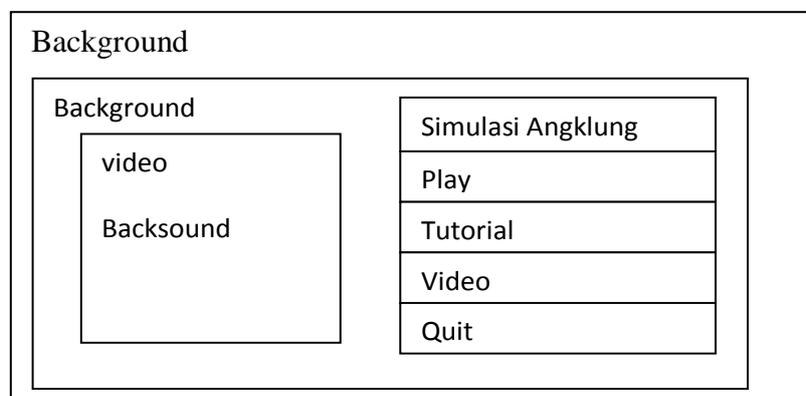 Background
Background
video
Backsound
Simulasi Angklung
Play
Tutorial
Video
Quit